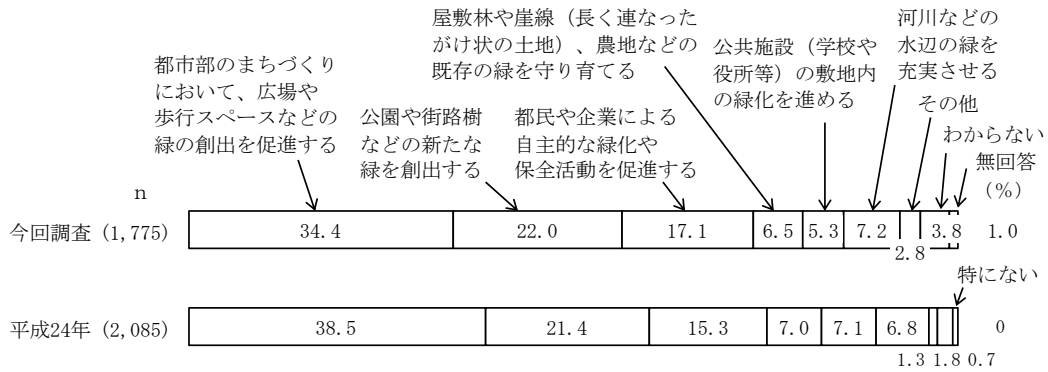 屋敷林や崖線（長く連なった
がけ状の土地）、農地などの
既存の緑を守り育てる
河川などの
水辺の緑を
充実させる
公共施設（学校や
役所等）の敷地内
の緑化を進める
都市部のまちづくり
において、広場や
歩行スペースなどの
緑の創出を促進する
公園や街路樹
などの新たな
緑を創出する
都民や企業による
自主的な緑化や
保全活動を促進する
その他
わからない
無回答
（%）
n
今回調査（1,775） 34.4 22.0 17.1 6.5 5.3 7.2 3.8 1.0
2.8
特にない
平成24年（2,085） 38.5 21.4 15.3 7.0 7.1 6.8 0
1.3 1.8 0.7